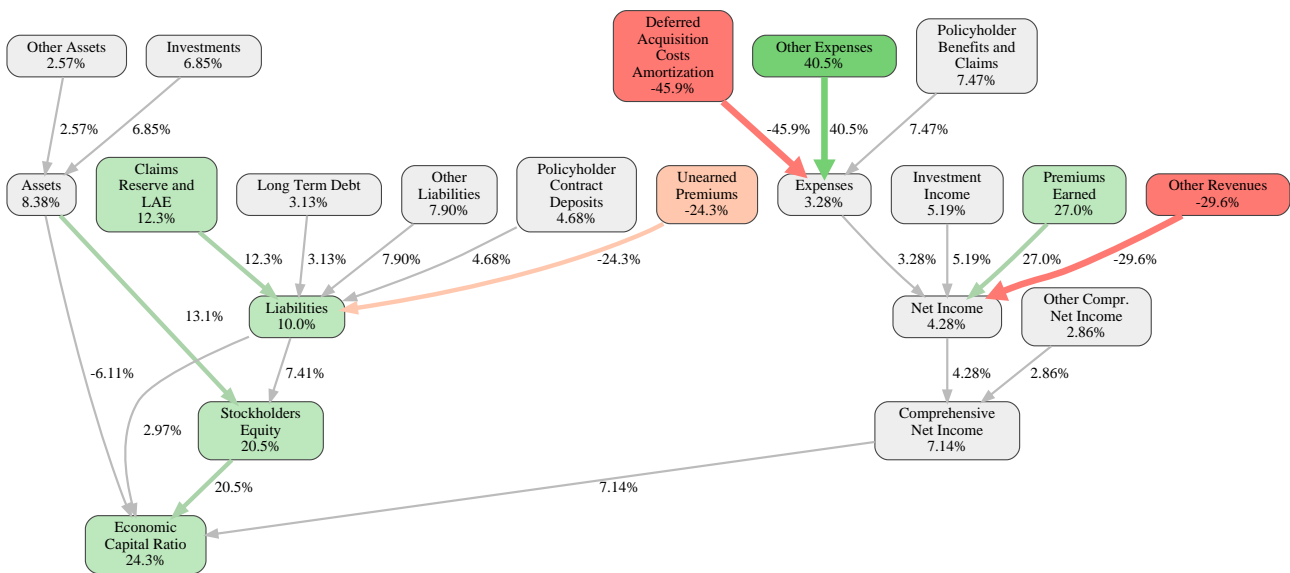 Other Assets
2.57%
Investments
6.85%
Deferred
Acquisition
Costs
Amortization
-45.9%
Other Expenses
40.5%
Policyholder
Benefits and
Claims
7.47%
2.57%
6.85%
-45.9%
40.5%
7.47%
Assets
8.38%
Claims
Reserve and
LAE
12.3%
Long Term Debt
3.13%
Other
Liabilities
7.90%
Policyholder
Contract
Deposits
4.68%
Unearned
Premiums
-24.3%
Expenses
3.28%
Investment
Income
5.19%
Premiums
Earned
27.0%
Other Revenues
-29.6%
12.3%
3.13%
7.90%
4.68%
-24.3%
3.28%
5.19%
27.0%
-29.6%
13.1%
Liabilities
10.0%
Net Income
4.28%
Other Compr.
Net Income
2.86%
-6.11%
7.41%
4.28%
2.86%
2.97%
Stockholders
Equity
20.5%
Comprehensive
Net Income
7.14%
20.5%
7.14%
Economic
Capital Ratio
24.3%